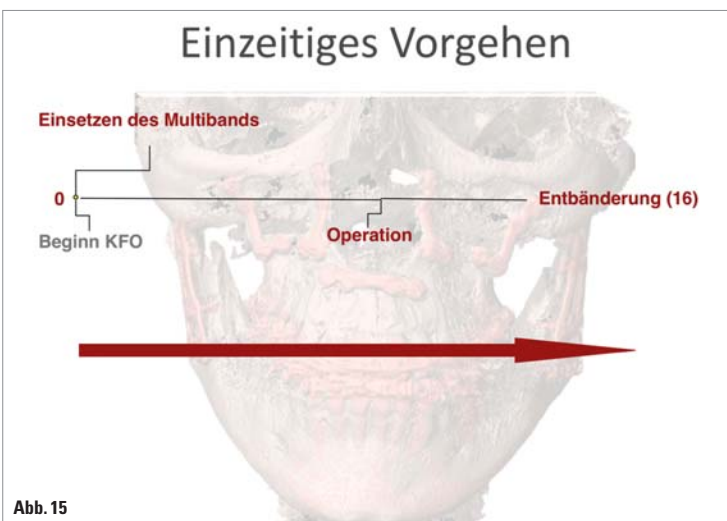 Einzeitiges Vorgehen
Einsetzen des Multibands
0
Entbänderung (16)
Beginn KFO
Operation
Abb. 15